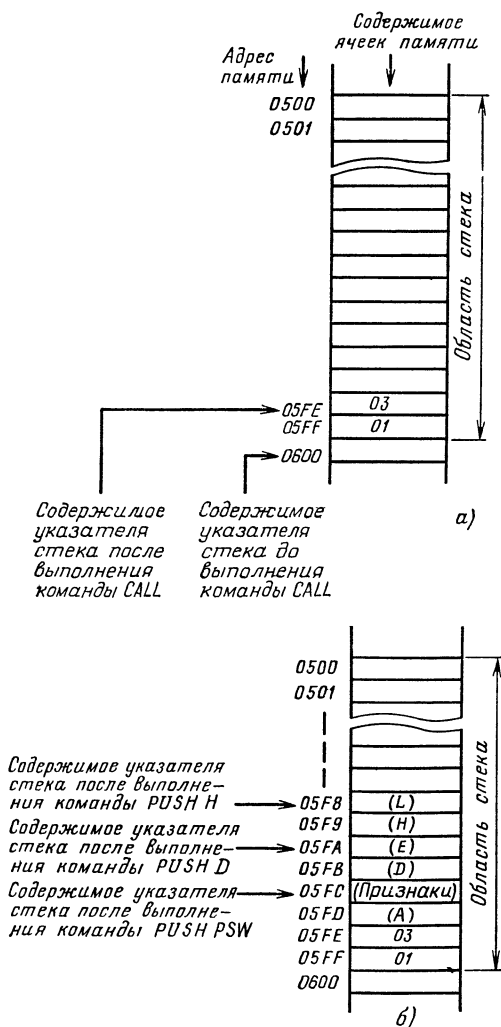 Содержимое
ячеек памяти
Адрес
памяти
0500
0501
Область стека
05FE 03
05FF 01
0600
Содержимое
указателя
стека после
выполнения
команды CALL
Содержимое
указателя
стека до
выполнения
команды CALL
а)
0500
0501
Область стека
Содержимое указателя
стека после выполне-
ния команды PUSH H
05F8 (L)
05F9 (H)
Содержимое указателя
стека после выполне-
ния команды PUSH D
05FA (E)
05FB (D)
Содержимое указателя
стека после выполне-
ния команды PUSH PSW
05FC (Признаки)
05FD (A)
05FE 03
05FF 01
0600
б)